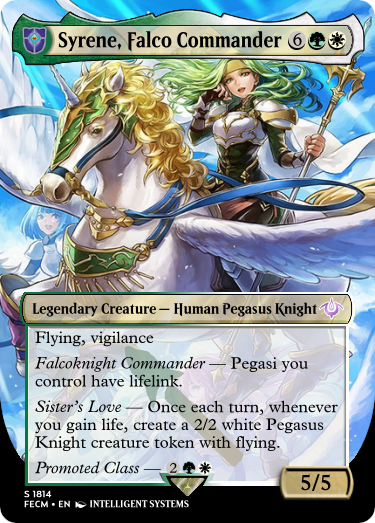 Syrene, Falco Commander 6
Legendary Creature — Human Pegasus Knight
Flying, vigilance
Falcoknight Commander — Pegasi you
control have lifelink.
Sister's Love — Once each turn, whenever
you gain life, create a 2/2 white Pegasus
Knight creature token with flying.
Promoted Class — 2
5/5
S 1814
FECM • EN INTELLIGENT SYSTEMS